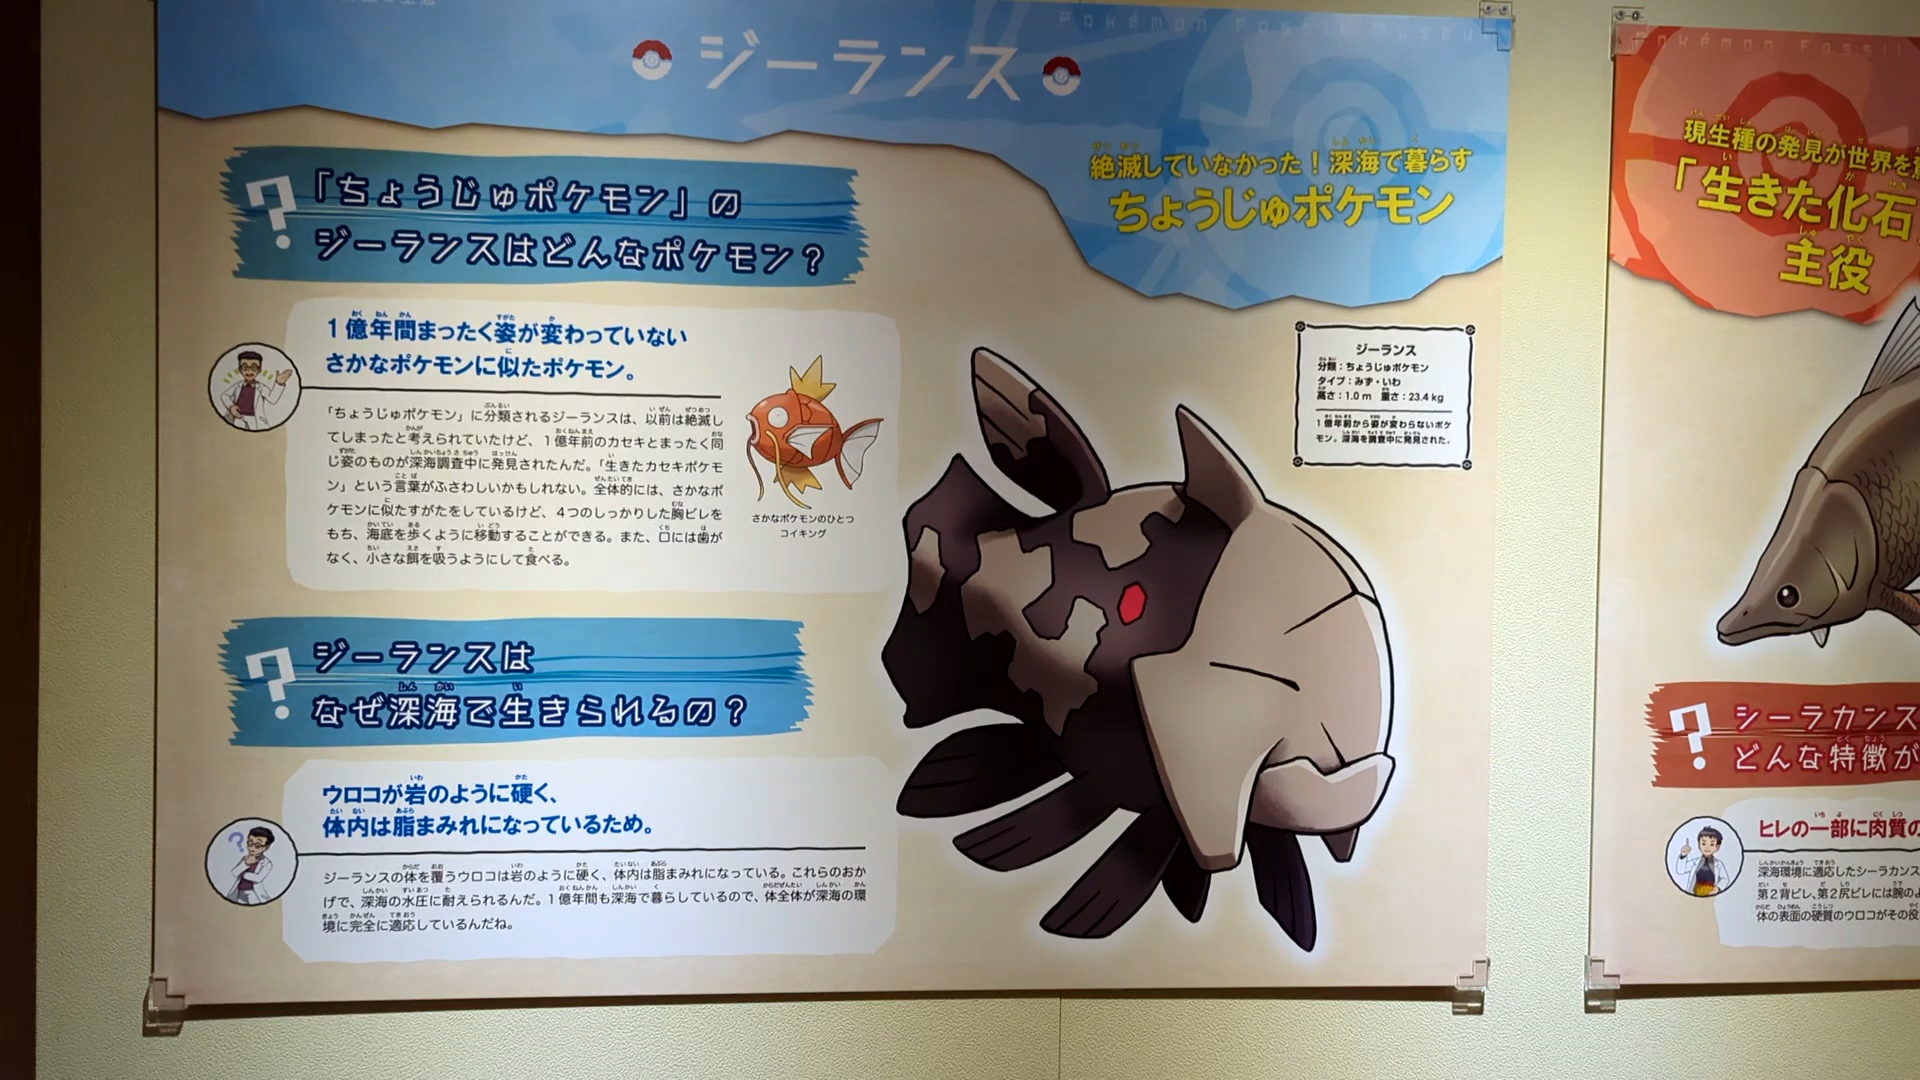 Pokémon Fossil Museum
ジーランス
絶滅していなかった！深海で暮らす
ちょうじゅポケモン
？「ちょうじゅポケモン」の
ジーランスはどんなポケモン？
1億年間まったく姿が変わっていない
さかなポケモンに似たポケモン。
「ちょうじゅポケモン」に分類されるジーランスは、以前は絶滅し
てしまったと考えられていたけど、1億年前のカセキとまったく同
じ姿のものが深海調査中に発見されたんだ。「生きたカセキポケモ
ン」という言葉がふさわしいかもしれない。全体的には、さかなポ
ケモンに似たすがたをしているけど、4つのしっかりした胸ビレを
もち、海底を歩くように移動することができる。また、口には歯が
なく、小さな餌を吸うようにして食べる。
さかなポケモンのひとつ
コイキング
ジーランス
分類：ちょうじゅポケモン
タイプ：みず・いわ
高さ：1.0 m 重さ：23.4 kg
1億年前から姿が変わらないポケ
モン。深海を調査中に発見された。
？ジーランスは
なぜ深海で生きられるの？
ウロコが岩のように硬く、
体内は脂まみれになっているため。
ジーランスの体を覆うウロコは岩のように硬く、体内は脂まみれになっている。これらのおか
げで、深海の水圧に耐えられるんだ。1億年間も深海で暮らしているので、体全体が深海の環
境に完全に適応しているんだね。
Pokémon Fossil
現生種の発見が世界を
「生きた化石
主役
？シーラカンス
どんな特徴が
ヒレの一部に肉質の
深海環境に適応したシーラカンス
第2背ビレ、第2尻ビレには腕の
体の表面の硬質のウロコがその役